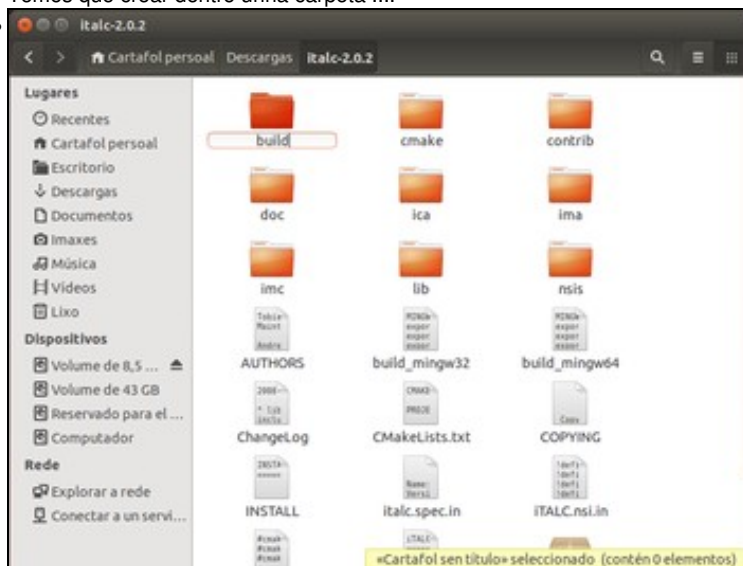 Temos que crear dentro dunha carpeta ....
italc-2.0.2
Cartafol persoal Descargas italc-2.0.2
Lugares
Recentes
Cartafol persoal
Escritorio
Descargas
Documentos
Imaxes
Música
Vídeos
Lixo
Dispositivos
Volume de 8,5 ...
Volume de 43 GB
Reservado para el ...
Computador
Rede
Explorar a rede
Conectar a un servi...
build cmake contrib
doc ica ima
imc lib nsis
AUTHORS build_mingw32 build_mingw64
ChangeLog CMakeLists.txt COPYING
INSTALL italc.spec.in iTALC.nsi.in
«Cartafol sen título» seleccionado (contén 0 elementos)